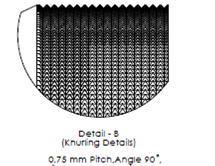 Detail - B
(Knurling Details)
0.75 mm Pitch,Angle 90°,